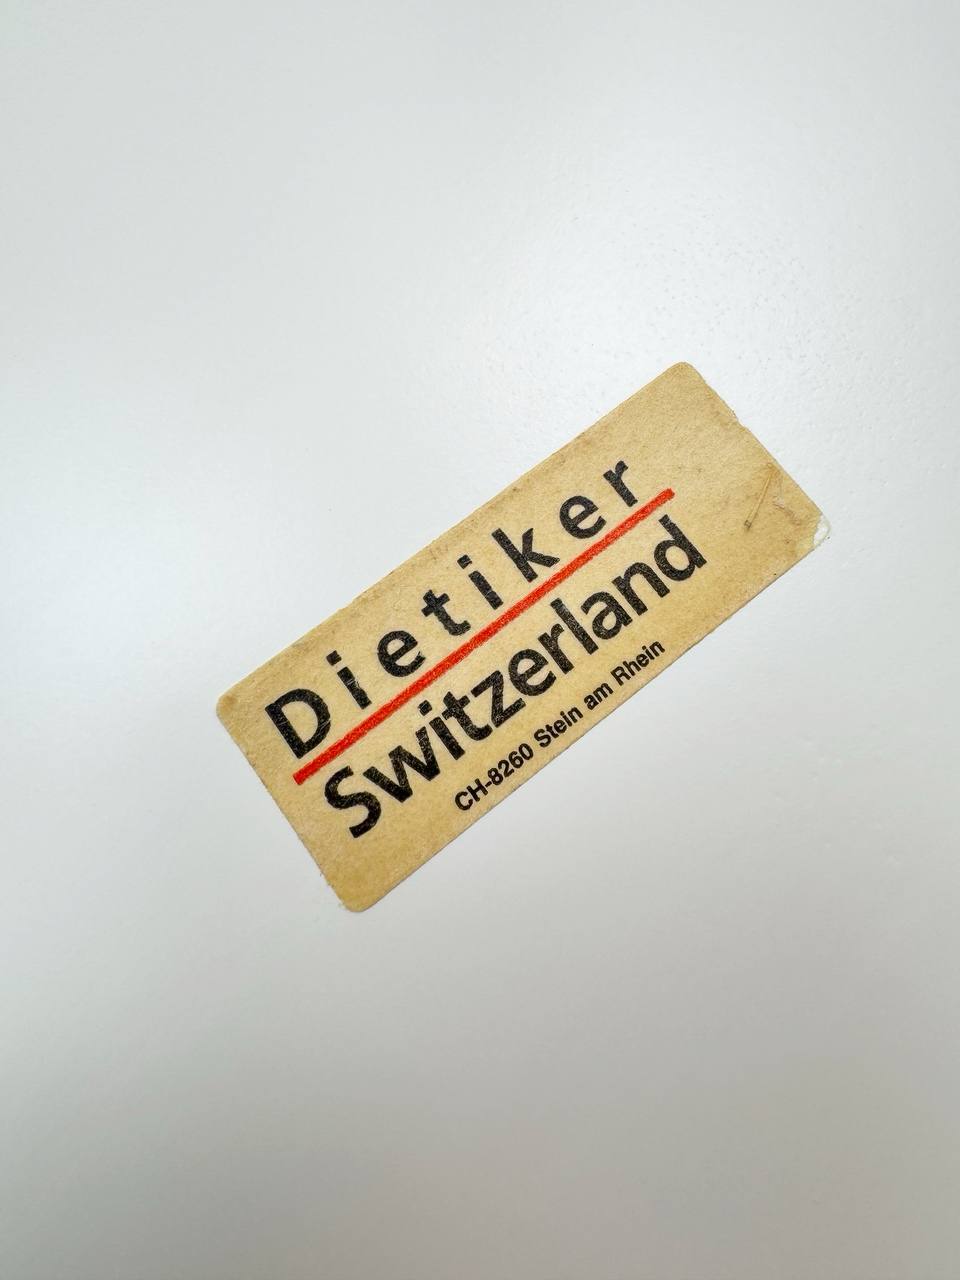 Dietiker
Switzerland
CH-8260 Stein am Rhein